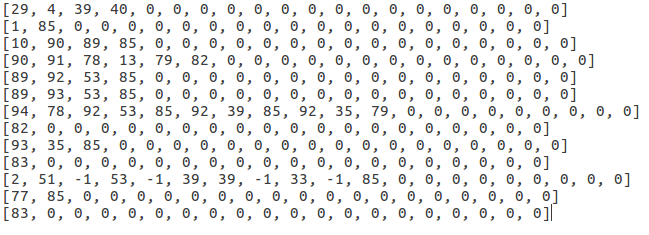 [29, 4, 39, 40, 0, 0, 0, 0, 0, 0, 0, 0, 0, 0, 0, 0, 0, 0, 0, 0]
[1, 85, 0, 0, 0, 0, 0, 0, 0, 0, 0, 0, 0, 0, 0, 0, 0, 0, 0, 0]
[10, 90, 89, 85, 0, 0, 0, 0, 0, 0, 0, 0, 0, 0, 0, 0, 0, 0, 0, 0]
[90, 91, 78, 13, 79, 82, 0, 0, 0, 0, 0, 0, 0, 0, 0, 0, 0, 0, 0, 0]
[89, 92, 53, 85, 0, 0, 0, 0, 0, 0, 0, 0, 0, 0, 0, 0, 0, 0, 0, 0]
[89, 93, 53, 85, 0, 0, 0, 0, 0, 0, 0, 0, 0, 0, 0, 0, 0, 0, 0, 0]
[94, 78, 92, 53, 85, 92, 39, 85, 92, 35, 79, 0, 0, 0, 0, 0, 0, 0, 0, 0]
[82, 0, 0, 0, 0, 0, 0, 0, 0, 0, 0, 0, 0, 0, 0, 0, 0, 0, 0, 0]
[93, 35, 85, 0, 0, 0, 0, 0, 0, 0, 0, 0, 0, 0, 0, 0, 0, 0, 0, 0]
[83, 0, 0, 0, 0, 0, 0, 0, 0, 0, 0, 0, 0, 0, 0, 0, 0, 0, 0, 0]
[2, 51, -1, 53, -1, 39, 39, -1, 33, -1, 85, 0, 0, 0, 0, 0, 0, 0, 0, 0]
[77, 85, 0, 0, 0, 0, 0, 0, 0, 0, 0, 0, 0, 0, 0, 0, 0, 0, 0, 0]
[83, 0, 0, 0, 0, 0, 0, 0, 0, 0, 0, 0, 0, 0, 0, 0, 0, 0, 0, 0]